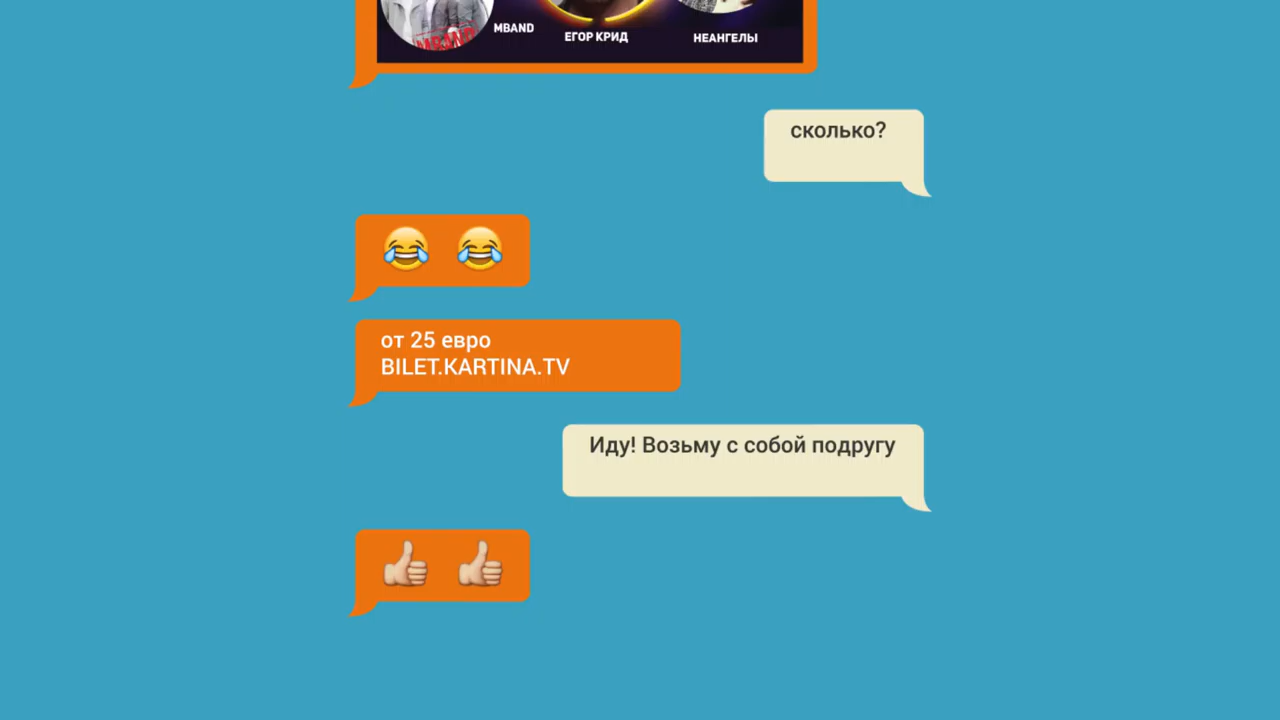 MBAND
ЕГОР КРИД
НЕАНГЕЛЫ
сколько?
от 25 евро
BILET.KARTINA.TV
Иду! Возьму с собой подругу